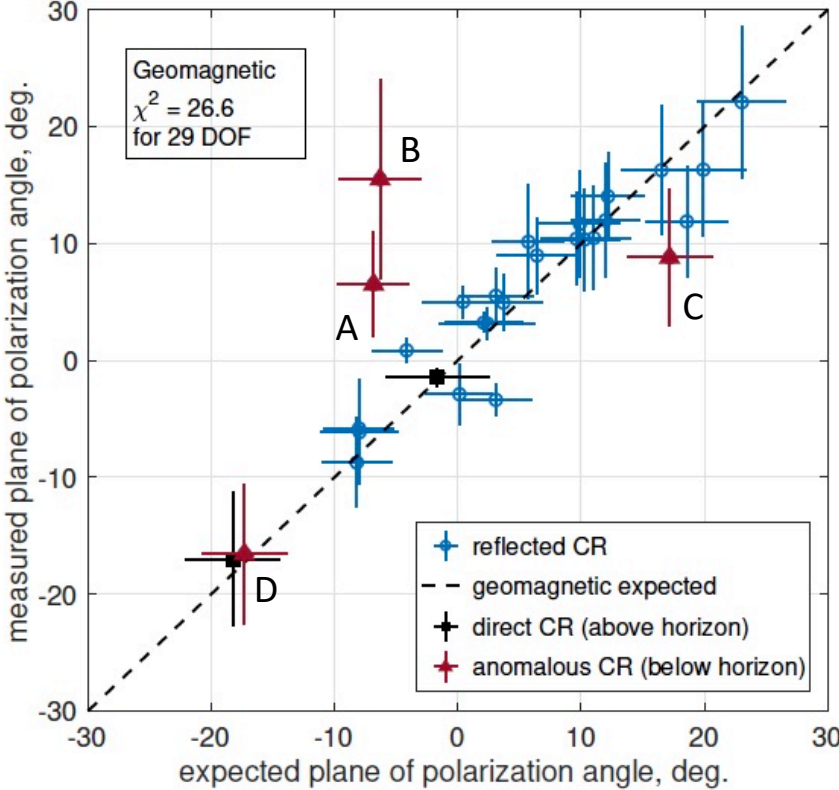 30
20
10
0
-10
-20
-30
measured plane of polarization angle, deg.
Geomagnetic
χ² = 26.6
for 29 DOF
B
A
C
D
reflected CR
geomagnetic expected
direct CR (above horizon)
anomalous CR (below horizon)
-30 -20 -10 0 10 20 30
expected plane of polarization angle, deg.